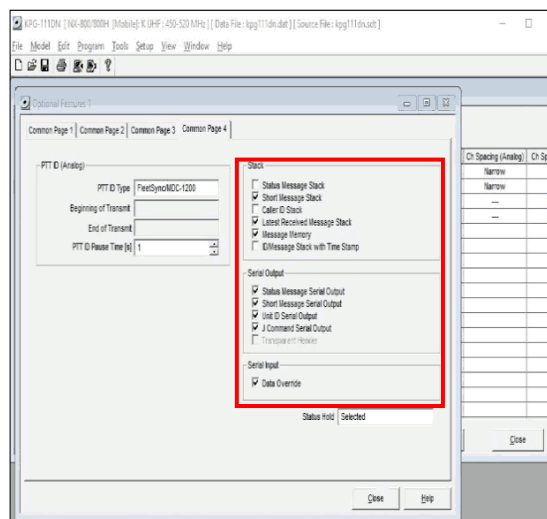 KPG-111DN [ NX-800/800H [Mobile]: K UHF : 450-520 MHz ] [ Data File : kpg111dn.dat ] [ Source File : kpg111dn.sdt ]
File Model Edit Program Tools Setup View Window Help
Optional Features 1
Common Page 1 Common Page 2 Common Page 3 Common Page 4
PTT ID (Analog)
PTT ID Type FleetSync/MDC-1200
Beginning of Transmit
End of Transmit
PTT ID Pause Time [s] 1
Stack
Status Message Stack
Short Message Stack
Caller ID Stack
Latest Received Message Stack
Message Memory
ID/Message Stack with Time Stamp
Serial Output
Status Message Serial Output
Short Message Serial Output
Unit ID Serial Output
J Command Serial Output
Transparent Header
Serial Input
Data Override
Status Hold Selected
Close Help
Ch Spacing (Analog) Ch Sp
Narrow
Narrow
---
---
Close